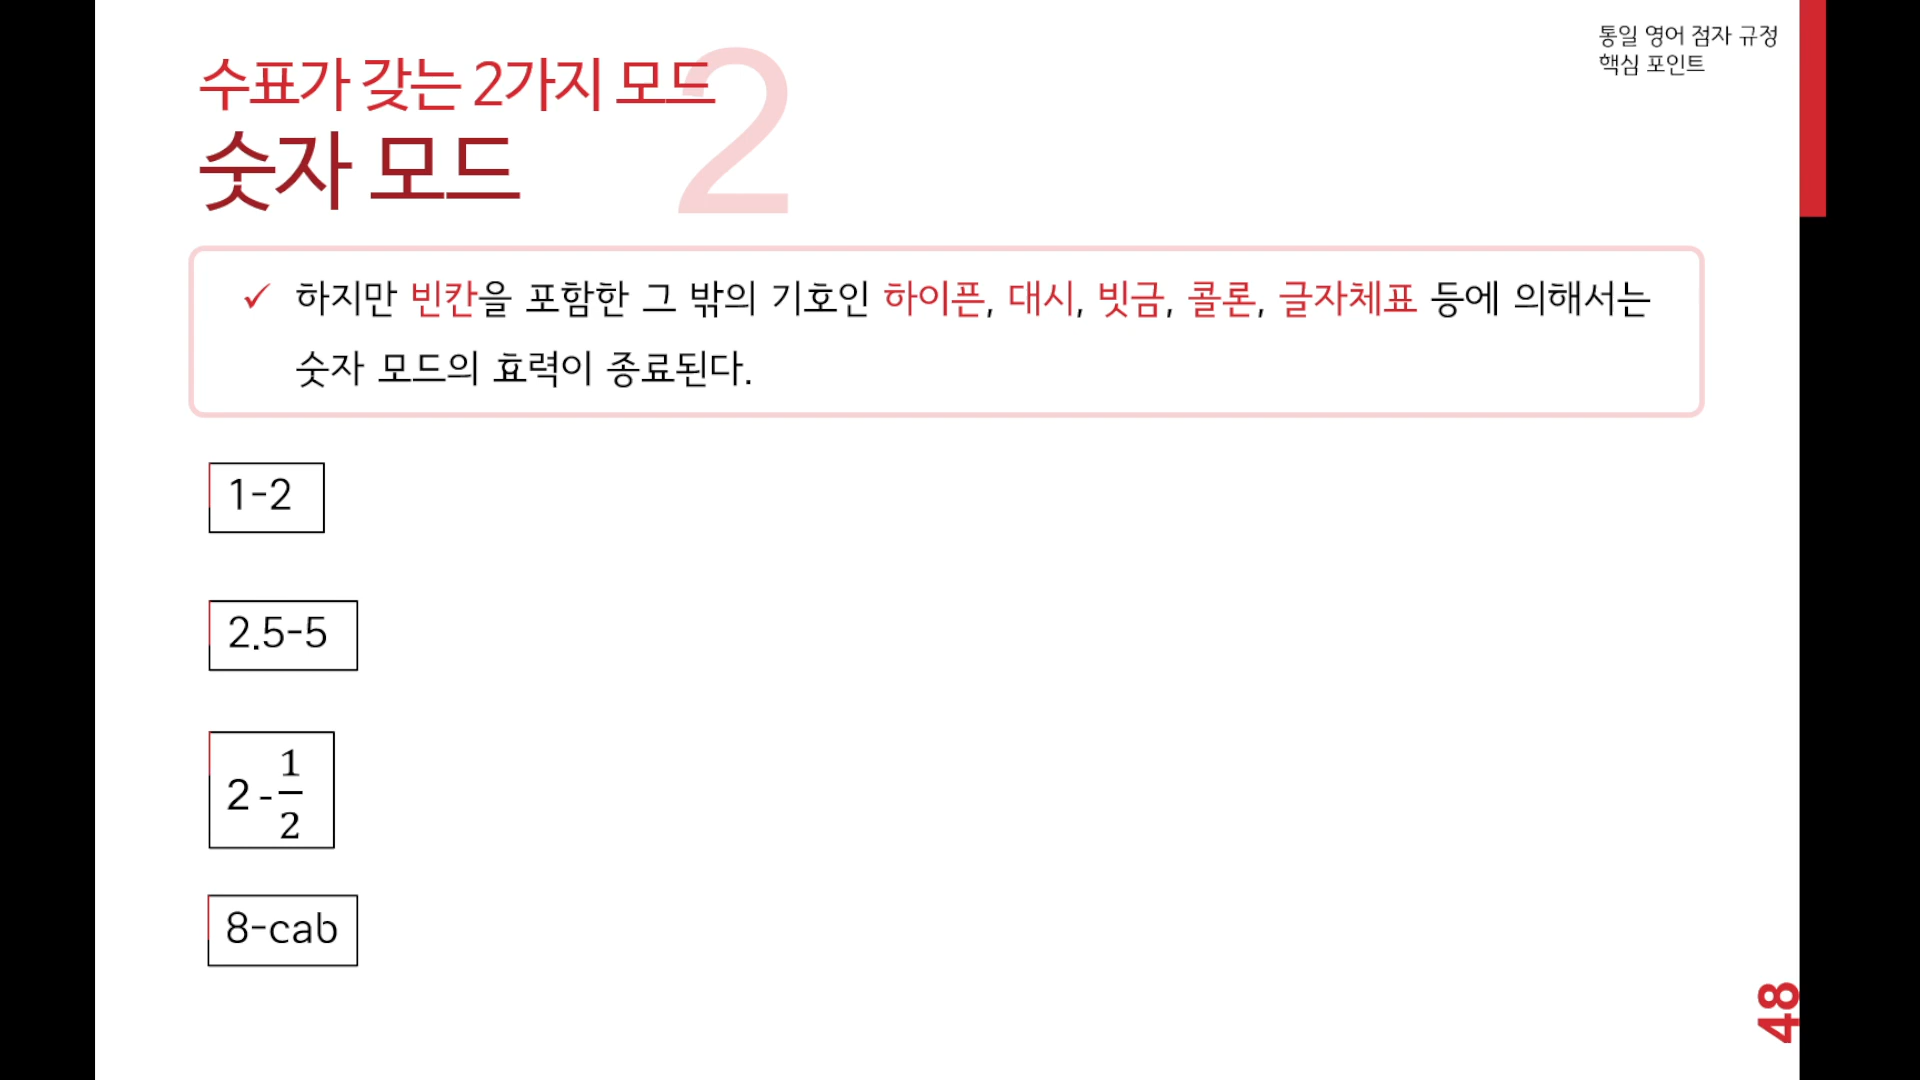 통일 영어 점자 규정
핵심 포인트
수표가 갖는 2가지 모드
숫자 모드
2
✓ 하지만 빈칸을 포함한 그 밖의 기호인 하이픈, 대시, 빗금, 콜론, 글자체표 등에 의해서는
숫자 모드의 효력이 종료된다.
1-2
2.5-5
2-1/2
8-cab
48